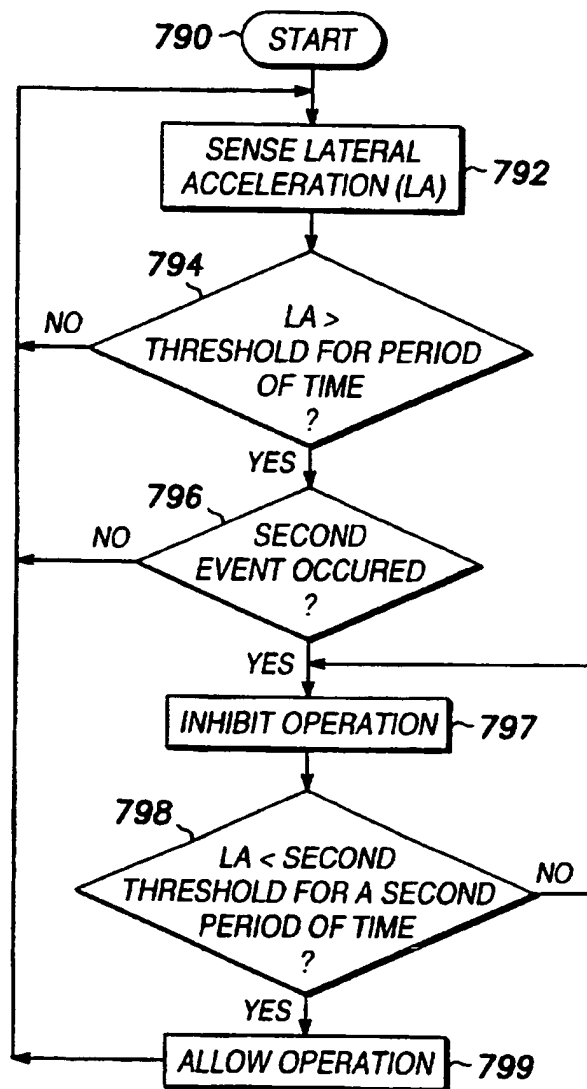 790
START
SENSE LATERAL
ACCELERATION (LA)
792
794
LA >
THRESHOLD FOR PERIOD
OF TIME
?
NO
YES
796
SECOND
EVENT OCCURED
?
NO
YES
INHIBIT OPERATION
797
798
LA < SECOND
THRESHOLD FOR A SECOND
PERIOD OF TIME
?
NO
YES
ALLOW OPERATION
799